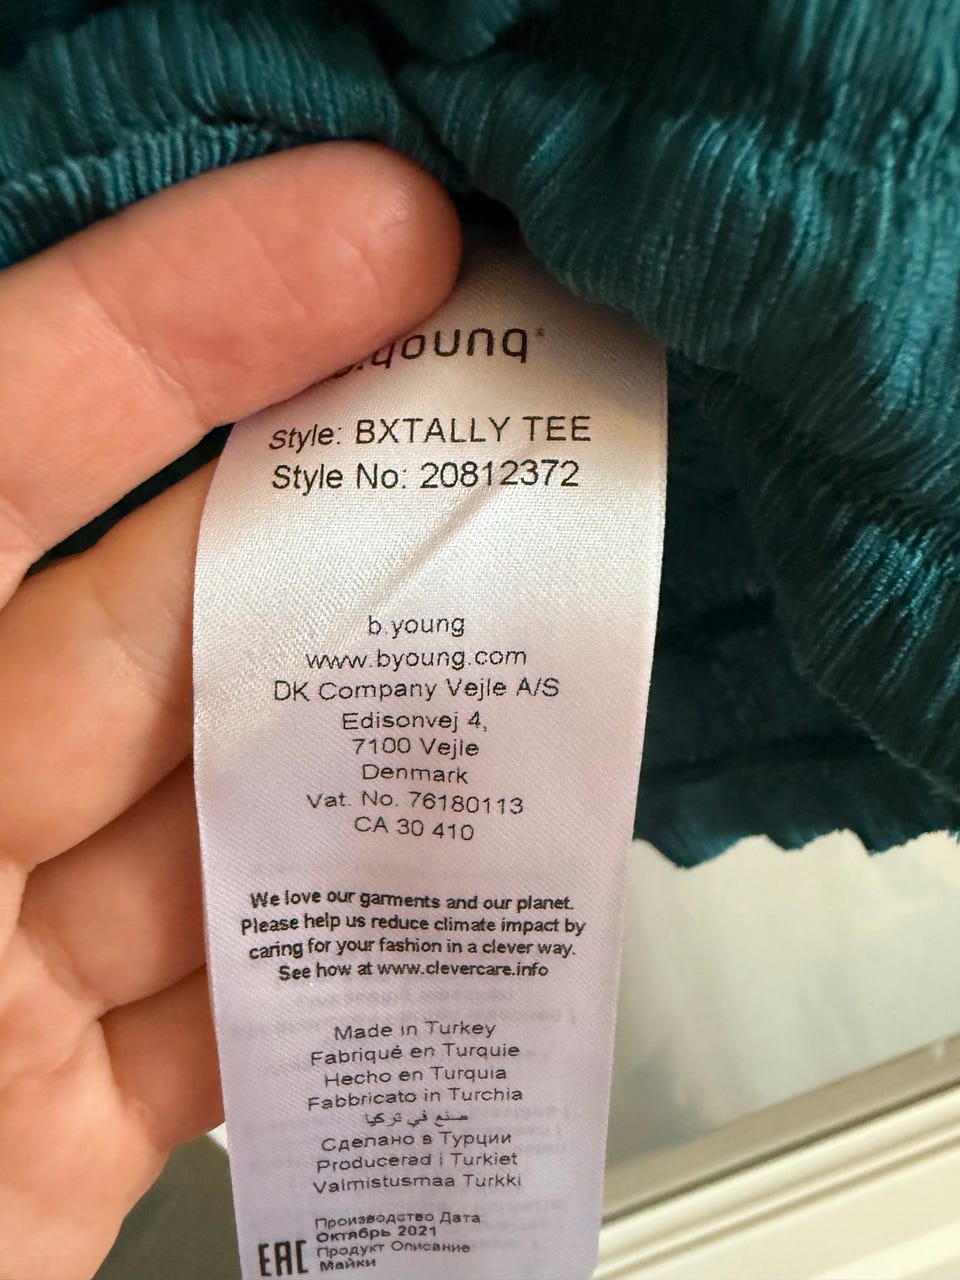 b.young
Style: BXTALLY TEE
Style No: 20812372
b.young
www.byoung.com
DK Company Vejle A/S
Edisonvej 4,
7100 Vejle
Denmark
Vat. No. 76180113
CA 30 410
We love our garments and our planet.
Please help us reduce climate impact by
caring for your fashion in a clever way.
See how at www.clevercare.info
Made in Turkey
Fabriqué en Turquie
Hecho en Turquia
Fabbricato in Turchia
صنع في تركيا
Сделано в Турции
Producerad i Turkiet
Valmistusmaa Turkki
Производство Дата
Октябрь 2021
EAC Продукт Описание
Майки